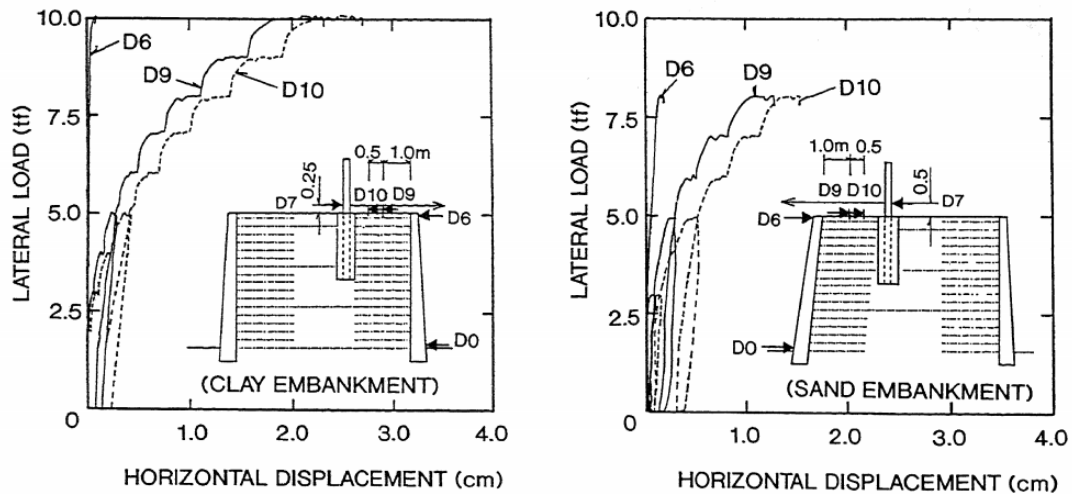 10.0
7.5
5.0
2.5
0
LATERAL LOAD (tf)
D6
D9
D10
0.5 1.0m
0.25
D10 D9
D7
D6
D0
(CLAY EMBANKMENT)
1.0 2.0 3.0 4.0
HORIZONTAL DISPLACEMENT (cm)
10.0
7.5
5.0
2.5
0
LATERAL LOAD (tf)
D6
D9
D10
1.0m 0.5
0.5
D9 D10
D7
D6
D0
(SAND EMBANKMENT)
1.0 2.0 3.0 4.0
HORIZONTAL DISPLACEMENT (cm)